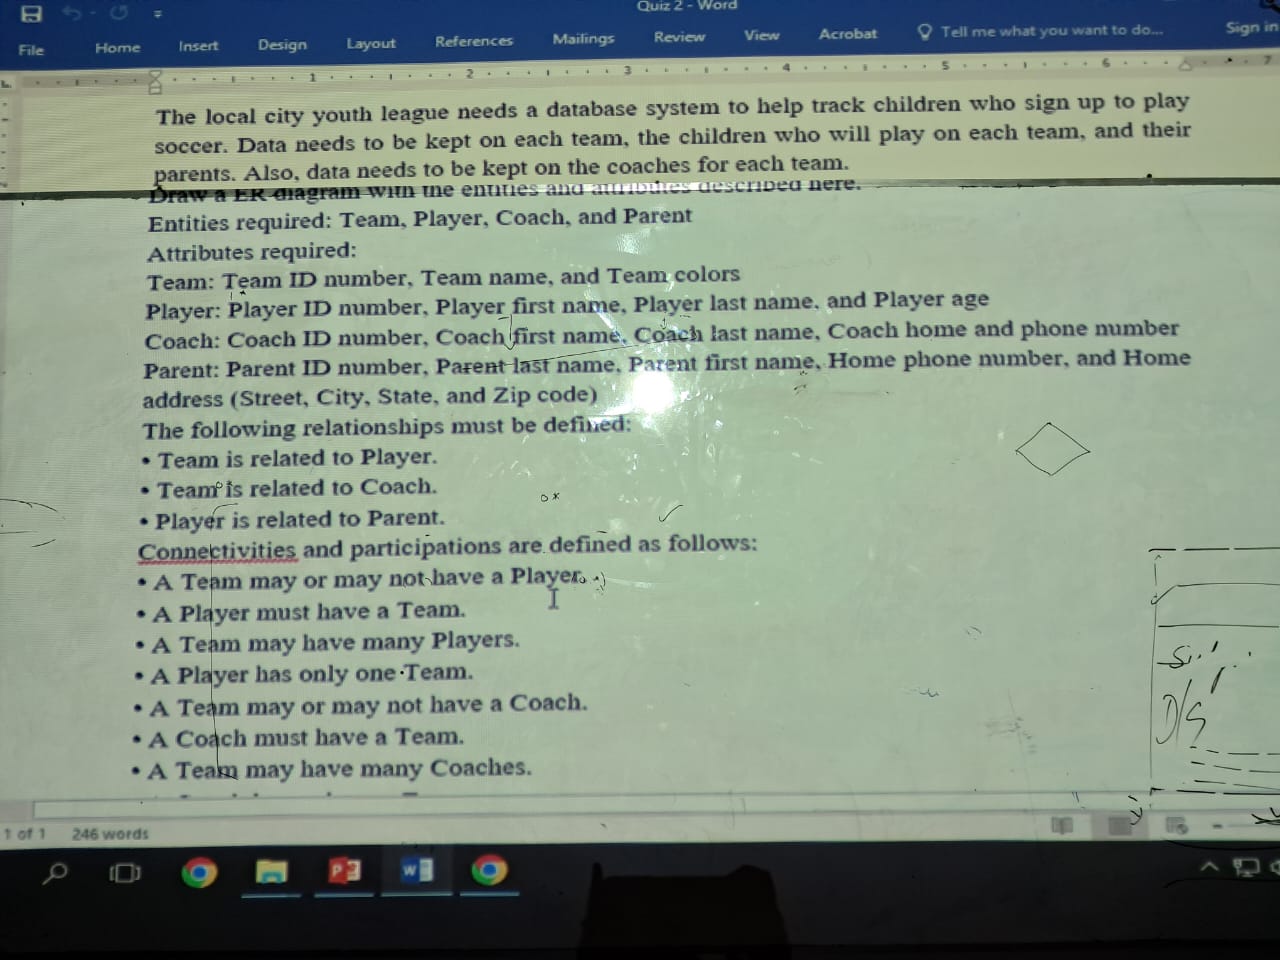 Quiz 2 - Word
File Home Insert Design Layout References Mailings Review View Acrobat Tell me what you want to do... Sign in
1 2 3 4 5 6 7
The local city youth league needs a database system to help track children who sign up to play
soccer. Data needs to be kept on each team, the children who will play on each team, and their
parents. Also, data needs to be kept on the coaches for each team.
Draw a ER diagram with the entities and attributes described here.
Entities required: Team, Player, Coach, and Parent
Attributes required:
Team: Team ID number, Team name, and Team colors
Player: Player ID number, Player first name, Player last name, and Player age
Coach: Coach ID number, Coach first name, Coach last name, Coach home and phone number
Parent: Parent ID number, Parent last name, Parent first name, Home phone number, and Home
address (Street, City, State, and Zip code)
The following relationships must be defined:
• Team is related to Player.
• Team is related to Coach.
• Player is related to Parent.
Connectivities and participations are defined as follows:
• A Team may or may not have a Player.
• A Player must have a Team.
• A Team may have many Players.
• A Player has only one Team.
• A Team may or may not have a Coach.
• A Coach must have a Team.
• A Team may have many Coaches.
D/S
1 of 1 246 words